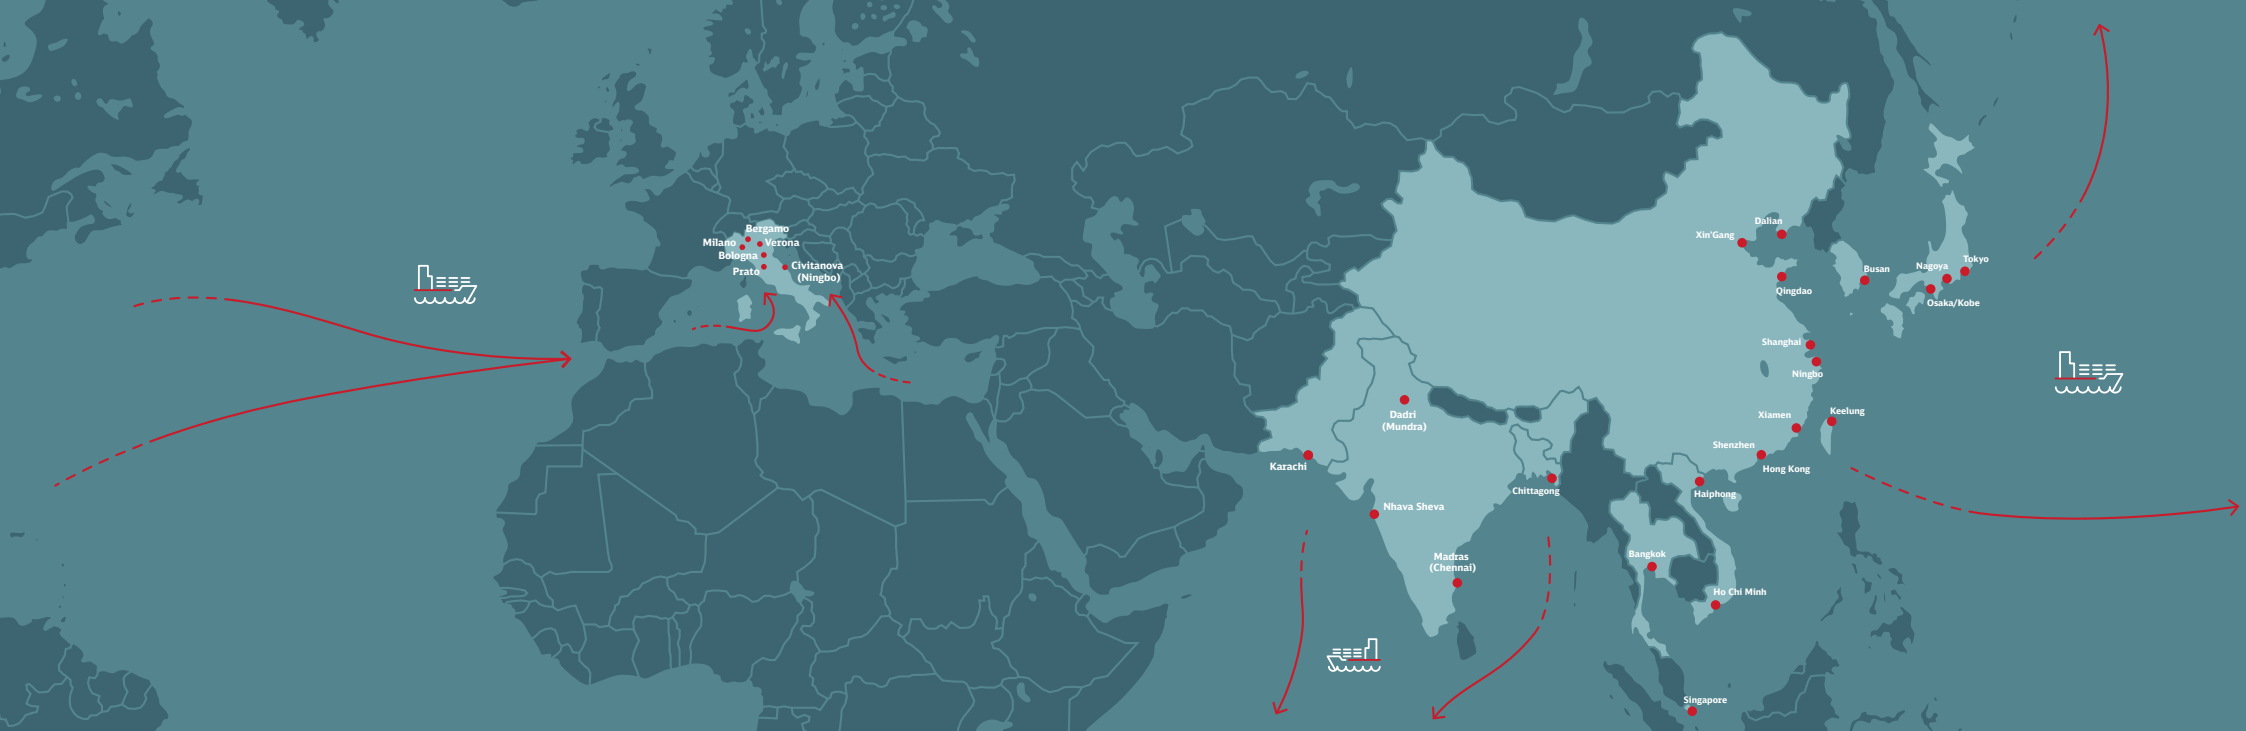 Bergamo
Milano
Verona
Bologna
Prato
Civitanova
(Ningbo)
Dalian
Xin'Gang
Qingdao
Busan
Nagoya
Tokyo
Osaka/Kobe
Shanghai
Ningbo
Xiamen
Keelung
Shenzhen
Hong Kong
Haiphong
Dadri
(Mundra)
Karachi
Chittagong
Nhava Sheva
Madras
(Chennai)
Bangkok
Ho Chi Minh
Singapore